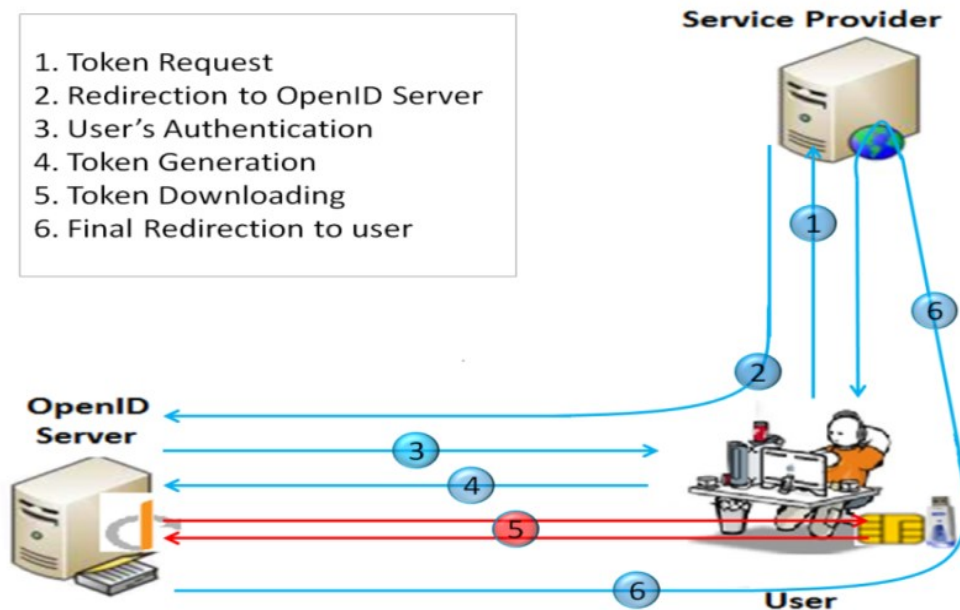 Service Provider
1. Token Request
2. Redirection to OpenID Server
3. User's Authentication
4. Token Generation
5. Token Downloading
6. Final Redirection to user
1
6
2
OpenID
Server
3
4
5
6
User